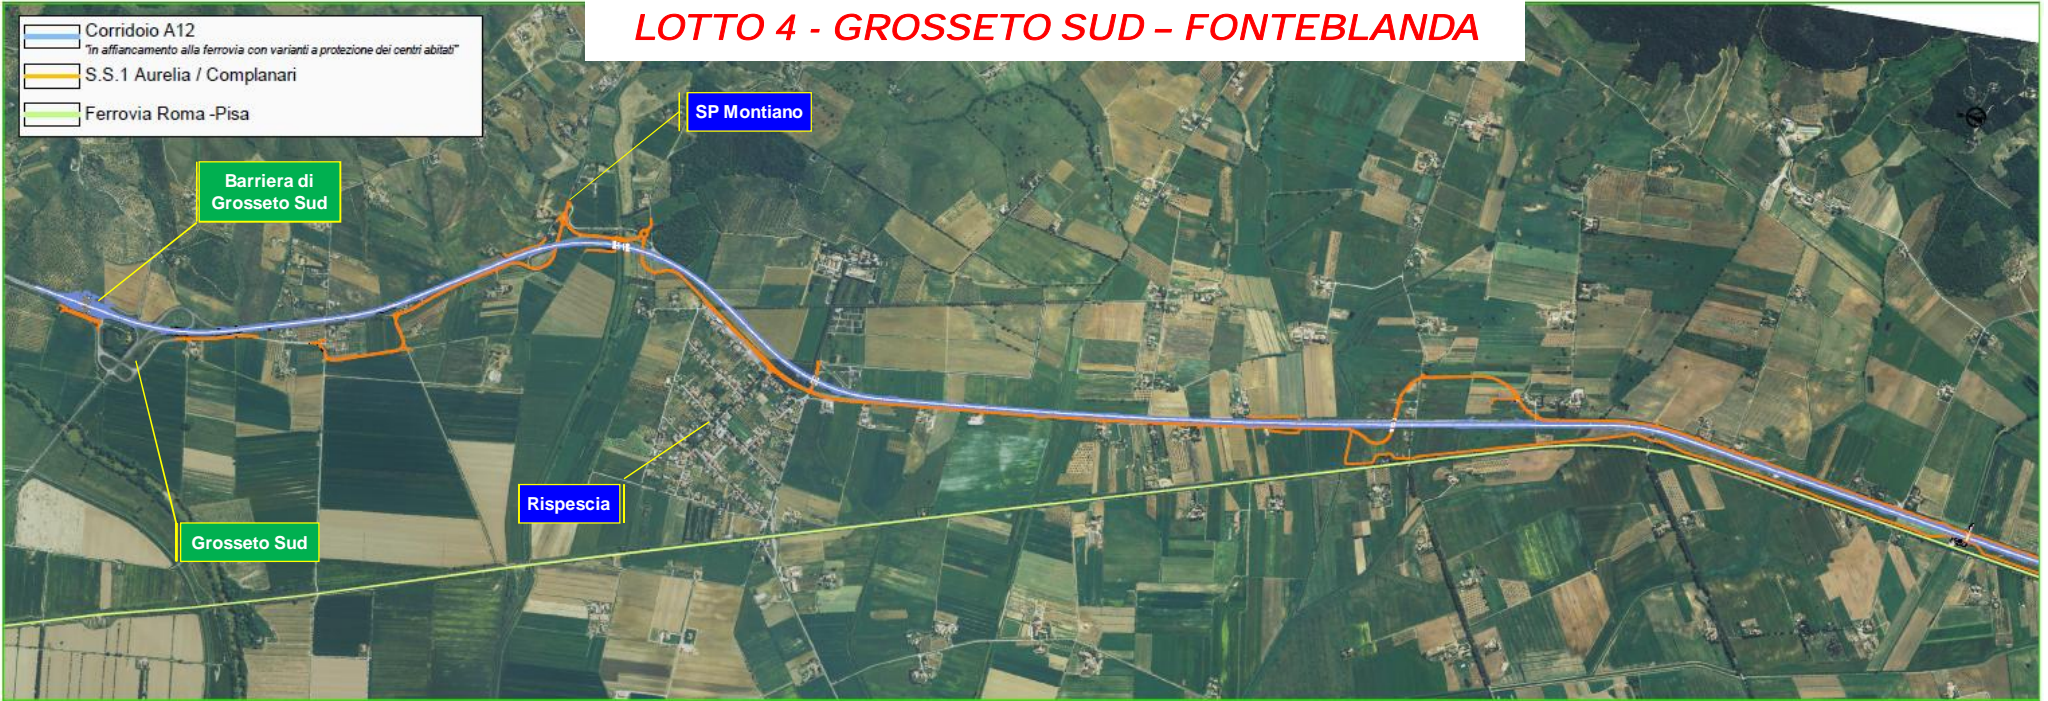 LOTTO 4 - GROSSETO SUD – FONTEBLANDA
Corridoio A12
"in affiancamento alla ferrovia con varianti a protezione dei centri abitati"
S.S.1 Aurelia / Complanari
Ferrovia Roma -Pisa
SP Montiano
Barriera di
Grosseto Sud
Rispescia
Grosseto Sud